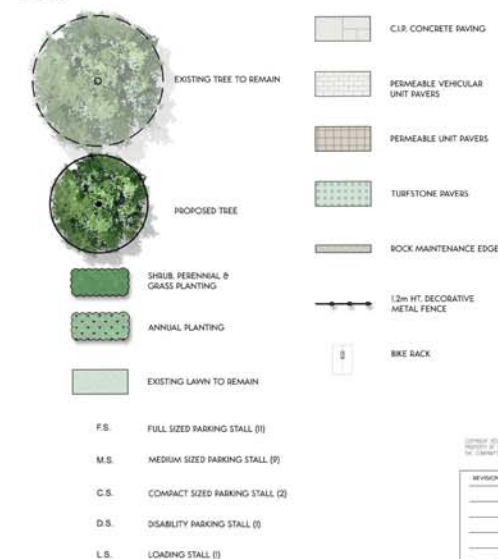 EXISTING TREE TO REMAIN
PROPOSED TREE
SHRUB, PERENNIAL &
GRASS PLANTING
ANNUAL PLANTING
EXISTING LAWN TO REMAIN
F.S. FULL SIZED PARKING STALL (11)
M.S. MEDIUM SIZED PARKING STALL (9)
C.S. COMPACT SIZED PARKING STALL (2)
D.S. DISABILITY PARKING STALL (1)
L.S. LOADING STALL (1)
C.I.P. CONCRETE PAVING
PERMEABLE VEHICULAR
UNIT PAVERS
PERMEABLE UNIT PAVERS
TURFSTONE PAVERS
ROCK MAINTENANCE EDGE
1.2m HT. DECORATIVE
METAL FENCE
BIKE RACK
REVISION